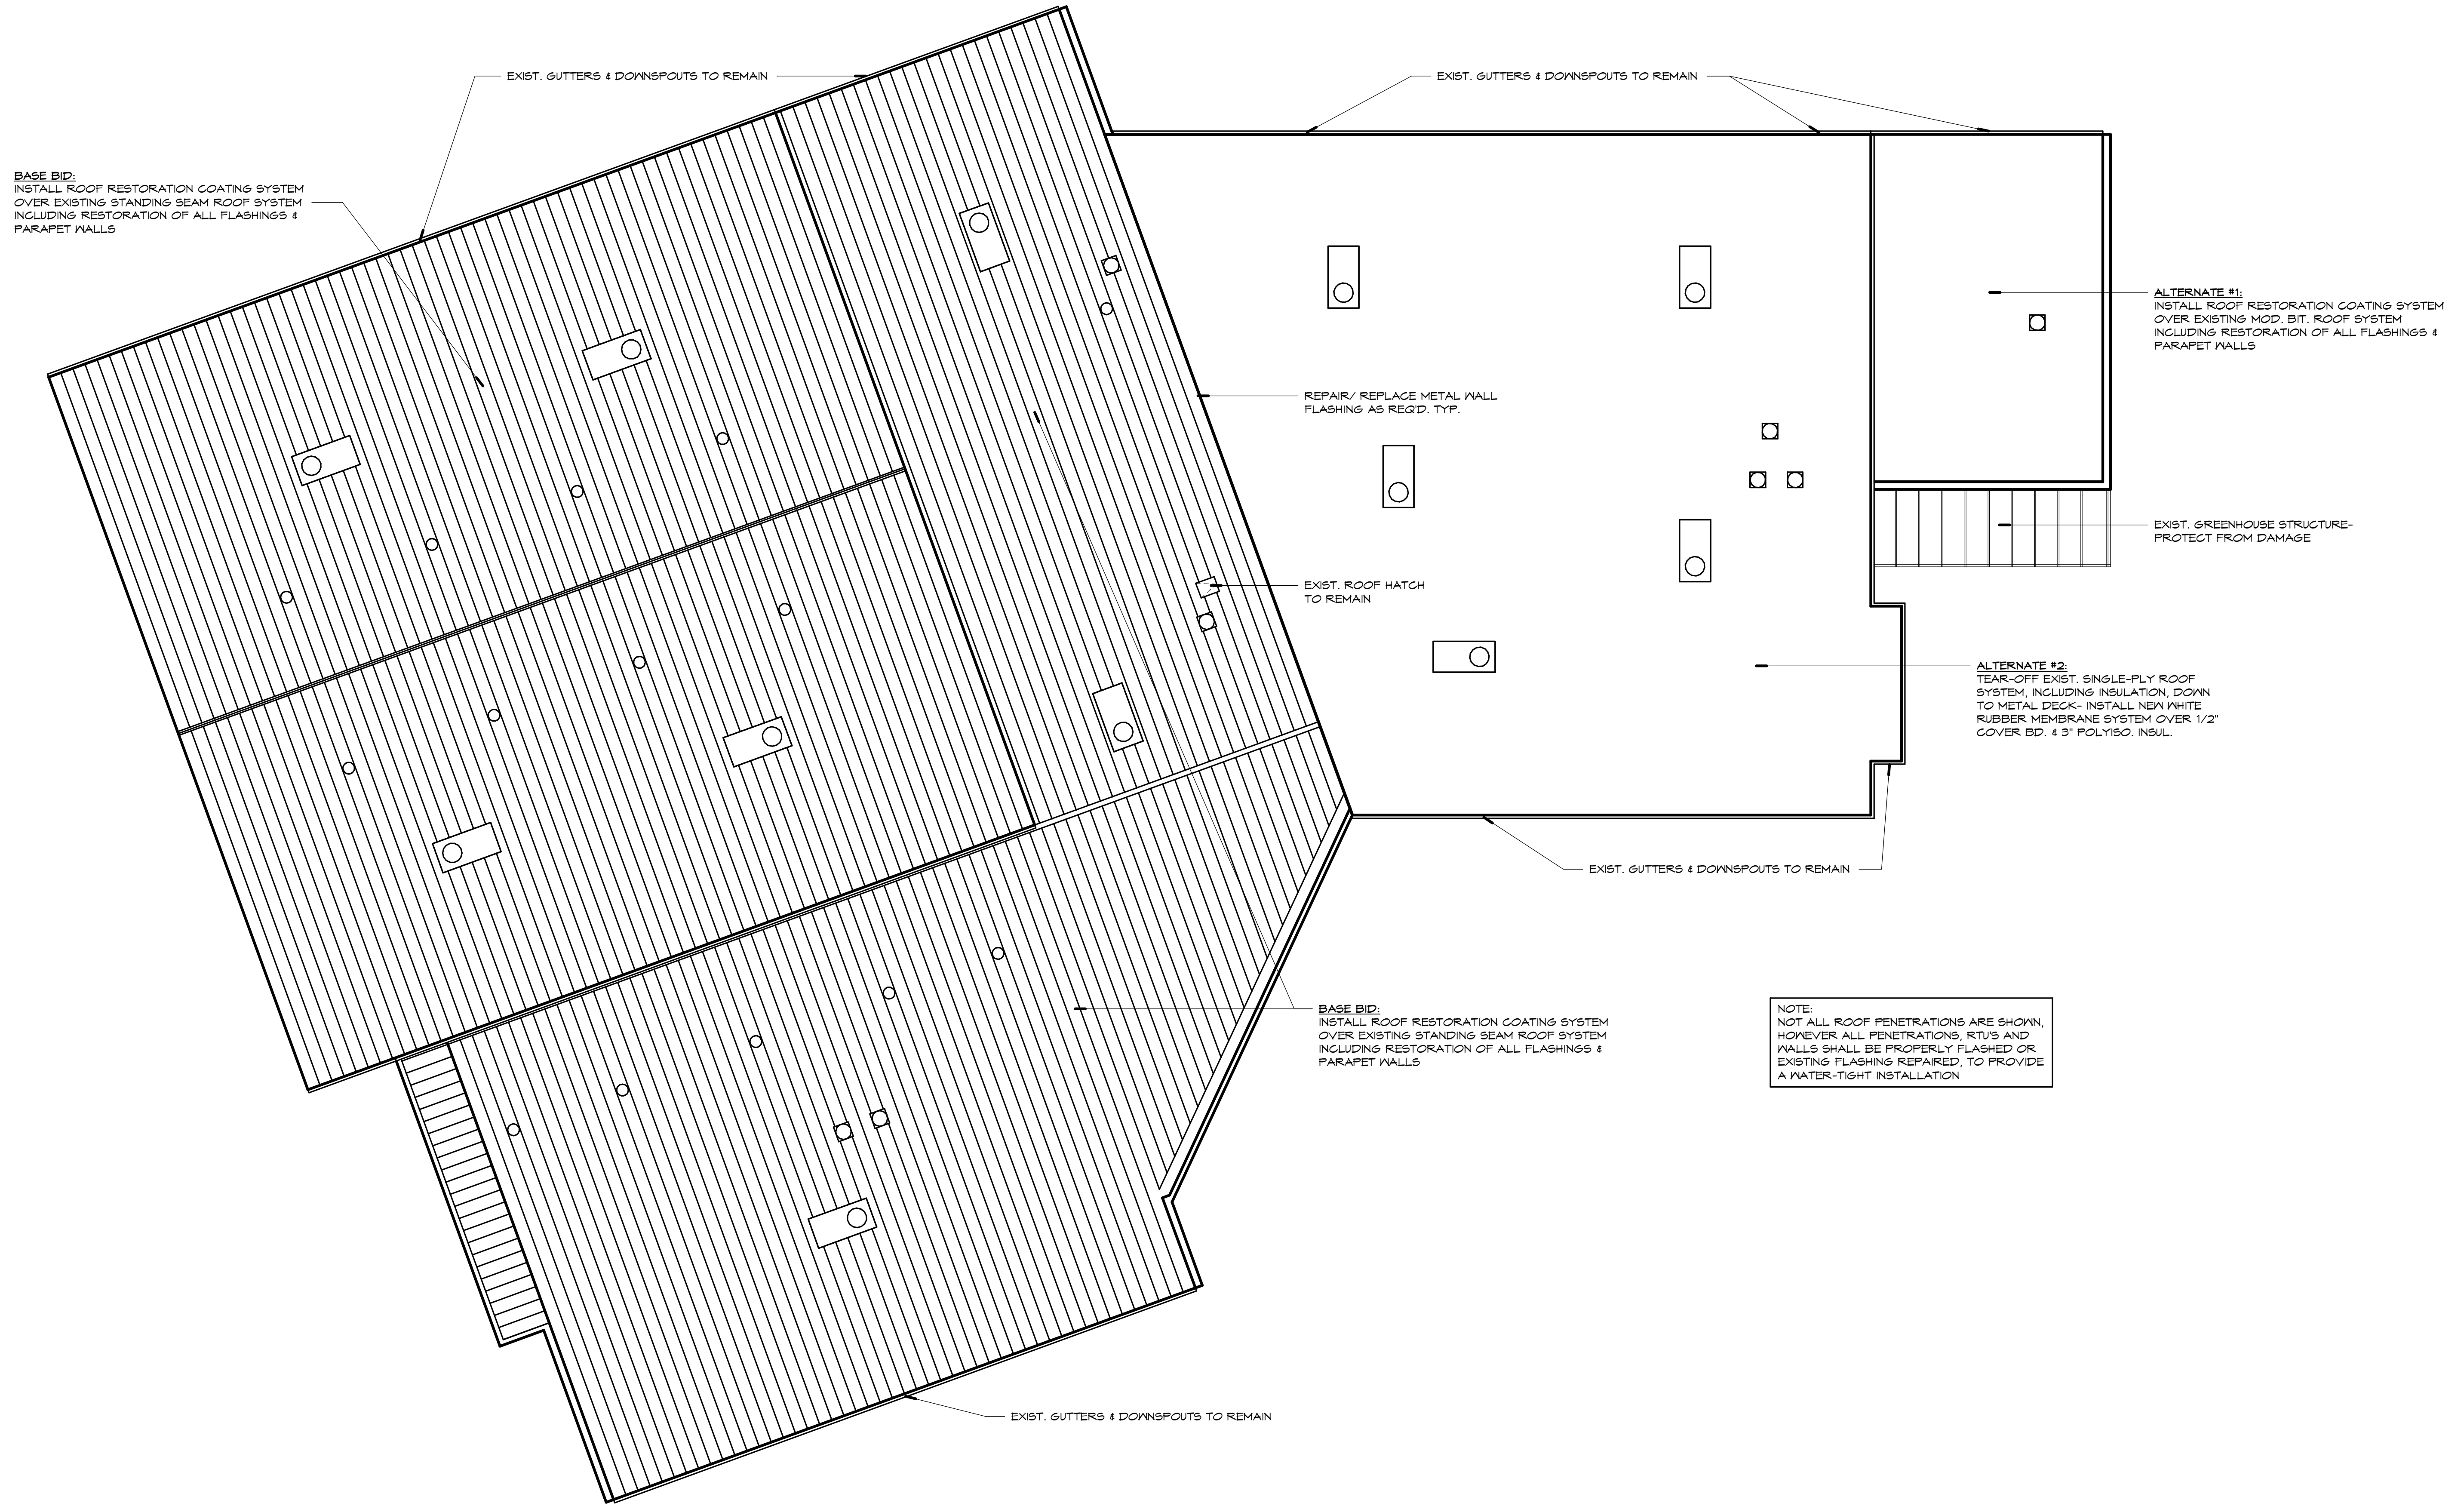 EXIST. GUTTERS & DOWNSPOUTS TO REMAIN
EXIST. GUTTERS & DOWNSPOUTS TO REMAIN
BASE BID:
INSTALL ROOF RESTORATION COATING SYSTEM
OVER EXISTING STANDING SEAM ROOF SYSTEM
INCLUDING RESTORATION OF ALL FLASHINGS &
PARAPET WALLS
ALTERNATE #1:
INSTALL ROOF RESTORATION COATING SYSTEM
OVER EXISTING MOD. BIT. ROOF SYSTEM
INCLUDING RESTORATION OF ALL FLASHINGS &
PARAPET WALLS
REPAIR/ REPLACE METAL WALL
FLASHING AS REQ'D. TYP.
EXIST. GREENHOUSE STRUCTURE-
PROTECT FROM DAMAGE
EXIST. ROOF HATCH
TO REMAIN
ALTERNATE #2:
TEAR-OFF EXIST. SINGLE-PLY ROOF
SYSTEM, INCLUDING INSULATION, DOWN
TO METAL DECK- INSTALL NEW WHITE
RUBBER MEMBRANE SYSTEM OVER 1/2"
COVER BD. & 3" POLYISO. INSUL.
EXIST. GUTTERS & DOWNSPOUTS TO REMAIN
BASE BID:
INSTALL ROOF RESTORATION COATING SYSTEM
OVER EXISTING STANDING SEAM ROOF SYSTEM
INCLUDING RESTORATION OF ALL FLASHINGS &
PARAPET WALLS
NOTE:
NOT ALL ROOF PENETRATIONS ARE SHOWN,
HOWEVER ALL PENETRATIONS, RTU'S AND
WALLS SHALL BE PROPERLY FLASHED OR
EXISTING FLASHING REPAIRED, TO PROVIDE
A WATER-TIGHT INSTALLATION
EXIST. GUTTERS & DOWNSPOUTS TO REMAIN